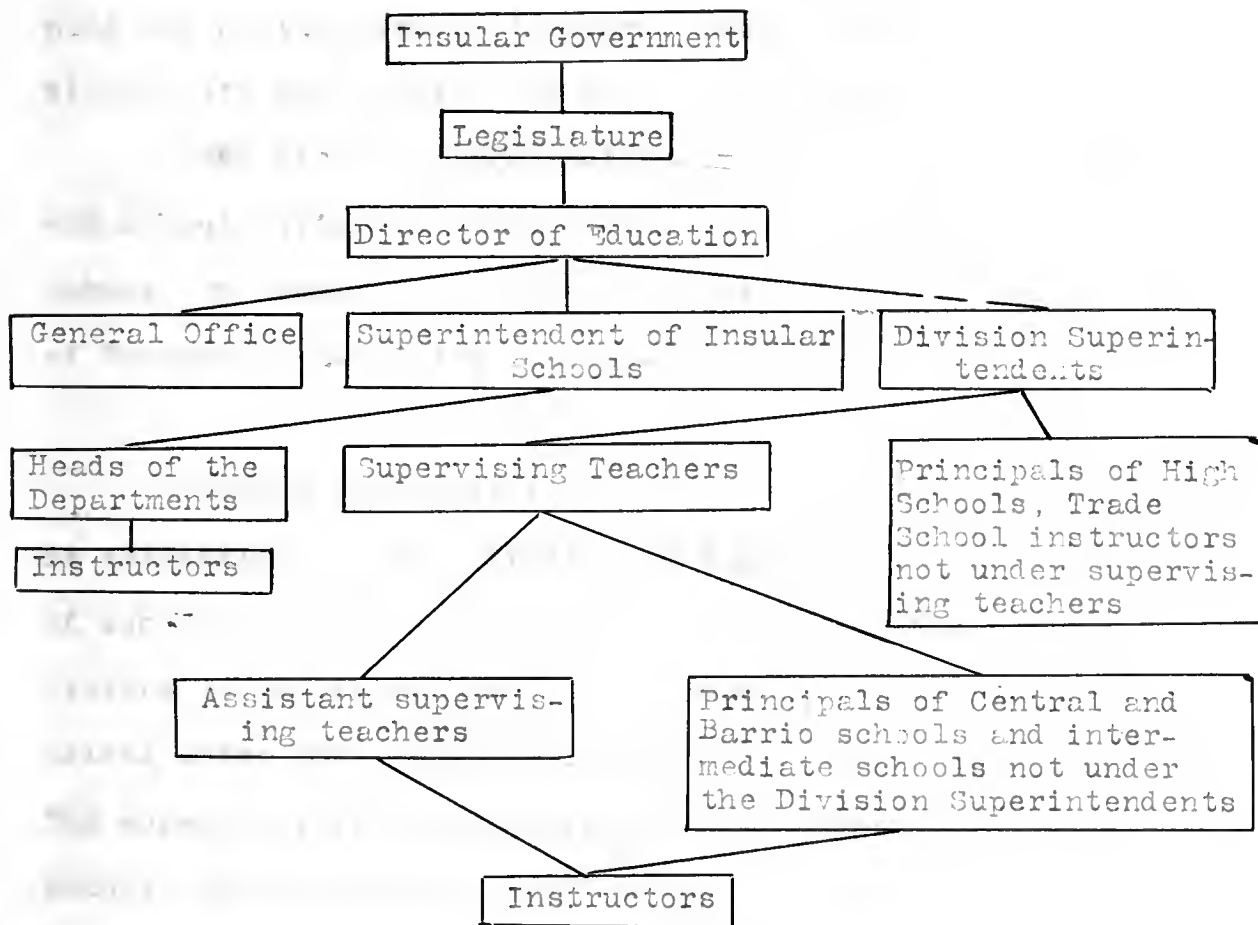 Insular Government
Legislature
Director of Education
General Office
Superintendent of Insular
Schools
Division Superin-
tendents
Heads of the
Departments
Supervising Teachers
Principals of High
Schools, Trade
School instructors
not under supervis-
ing teachers
Instructors
Assistant supervis-
ing teachers
Principals of Central and
Barrio schools and inter-
mediate schools not under
the Division Superintendents
Instructors